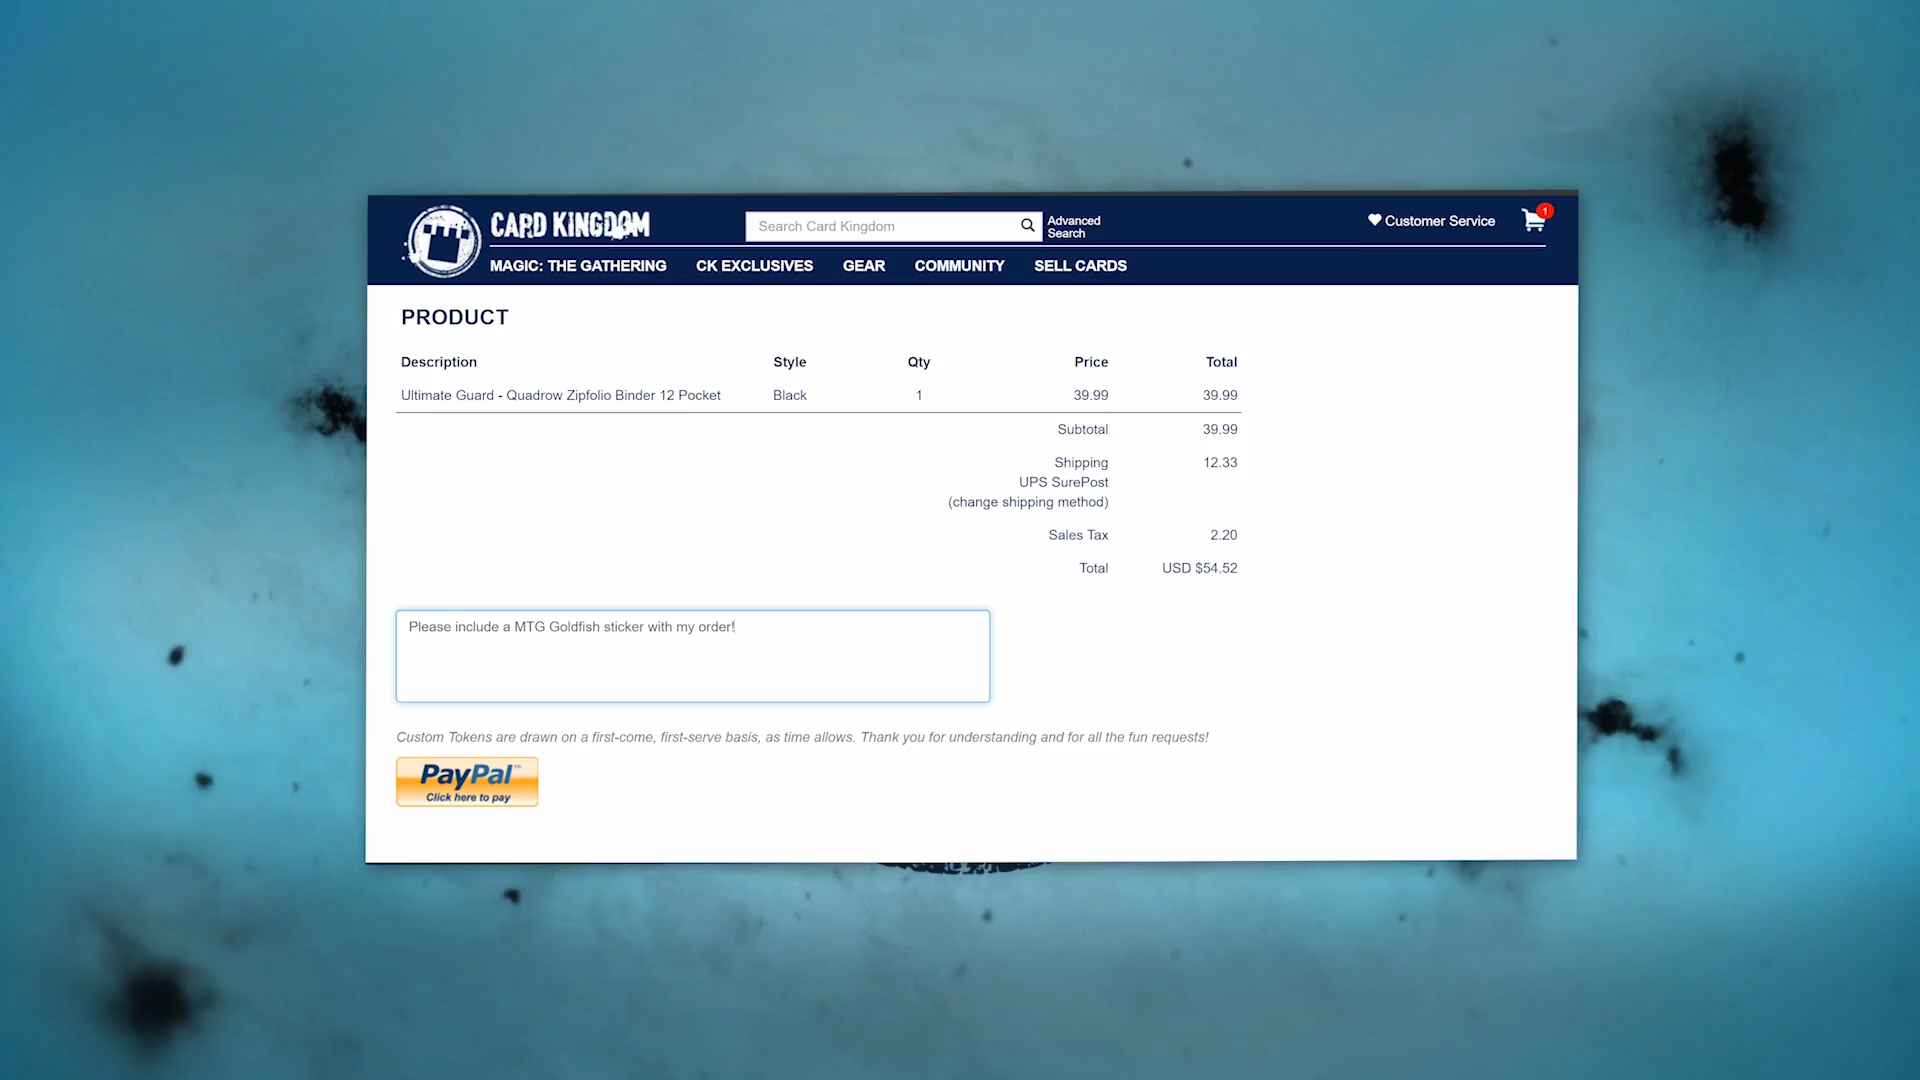 CARD KINGDOM
Search Card Kingdom
Advanced
Search
Customer Service
1
MAGIC: THE GATHERING CK EXCLUSIVES GEAR COMMUNITY SELL CARDS
PRODUCT
Description Style Qty Price Total
Ultimate Guard - Quadrow Zipfolio Binder 12 Pocket Black 1 39.99 39.99
Subtotal 39.99
Shipping 12.33
UPS SurePost
(change shipping method)
Sales Tax 2.20
Total USD $54.52
Please include a MTG Goldfish sticker with my order!
Custom Tokens are drawn on a first-come, first-serve basis, as time allows. Thank you for understanding and for all the fun requests!
PayPal™
Click here to pay